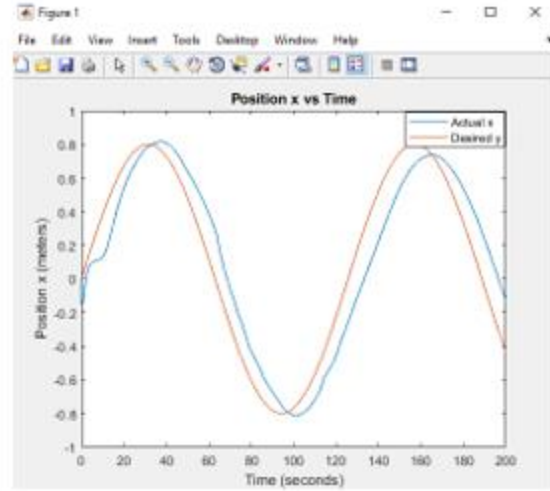 Figure 1
File Edit View Insert Tools Desktop Window Help
Position x vs Time
Actual x
Desired y
1
0.8
0.6
0.4
0.2
0
-0.2
-0.4
-0.6
-0.8
-1
Position x (meters)
0 20 40 60 80 100 120 140 160 180 200
Time (seconds)